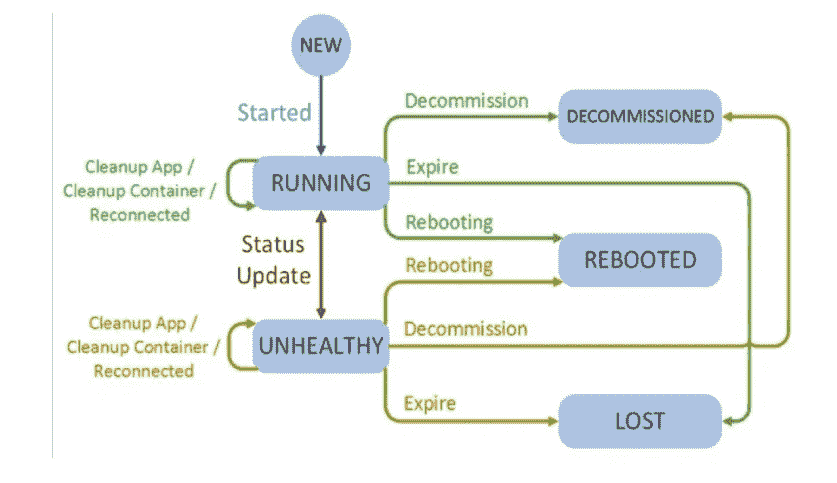 NEW
Started
Decommission
DECOMMISSIONED
Cleanup App /
Cleanup Container /
Reconnected
RUNNING
Expire
Rebooting
Status
Update
REBOOTED
Rebooting
Cleanup App /
Cleanup Container /
Reconnected
UNHEALTHY
Decommission
Expire
LOST